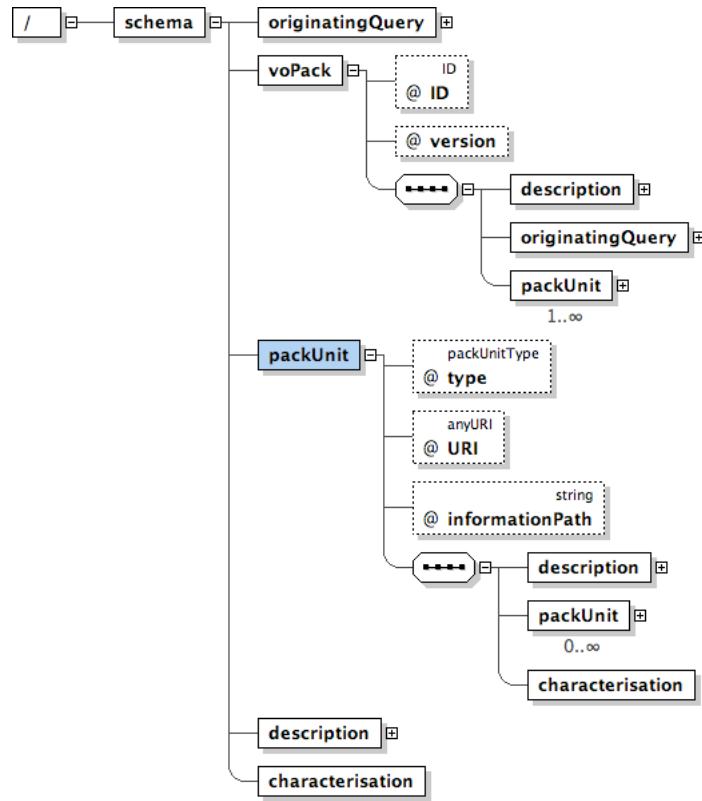 /
schema
originatingQuery
voPack
ID
@ ID
@ version
description
originatingQuery
packUnit
1..∞
packUnit
packUnitType
@ type
anyURI
@ URI
string
@ informationPath
description
packUnit
0..∞
characterisation
description
characterisation